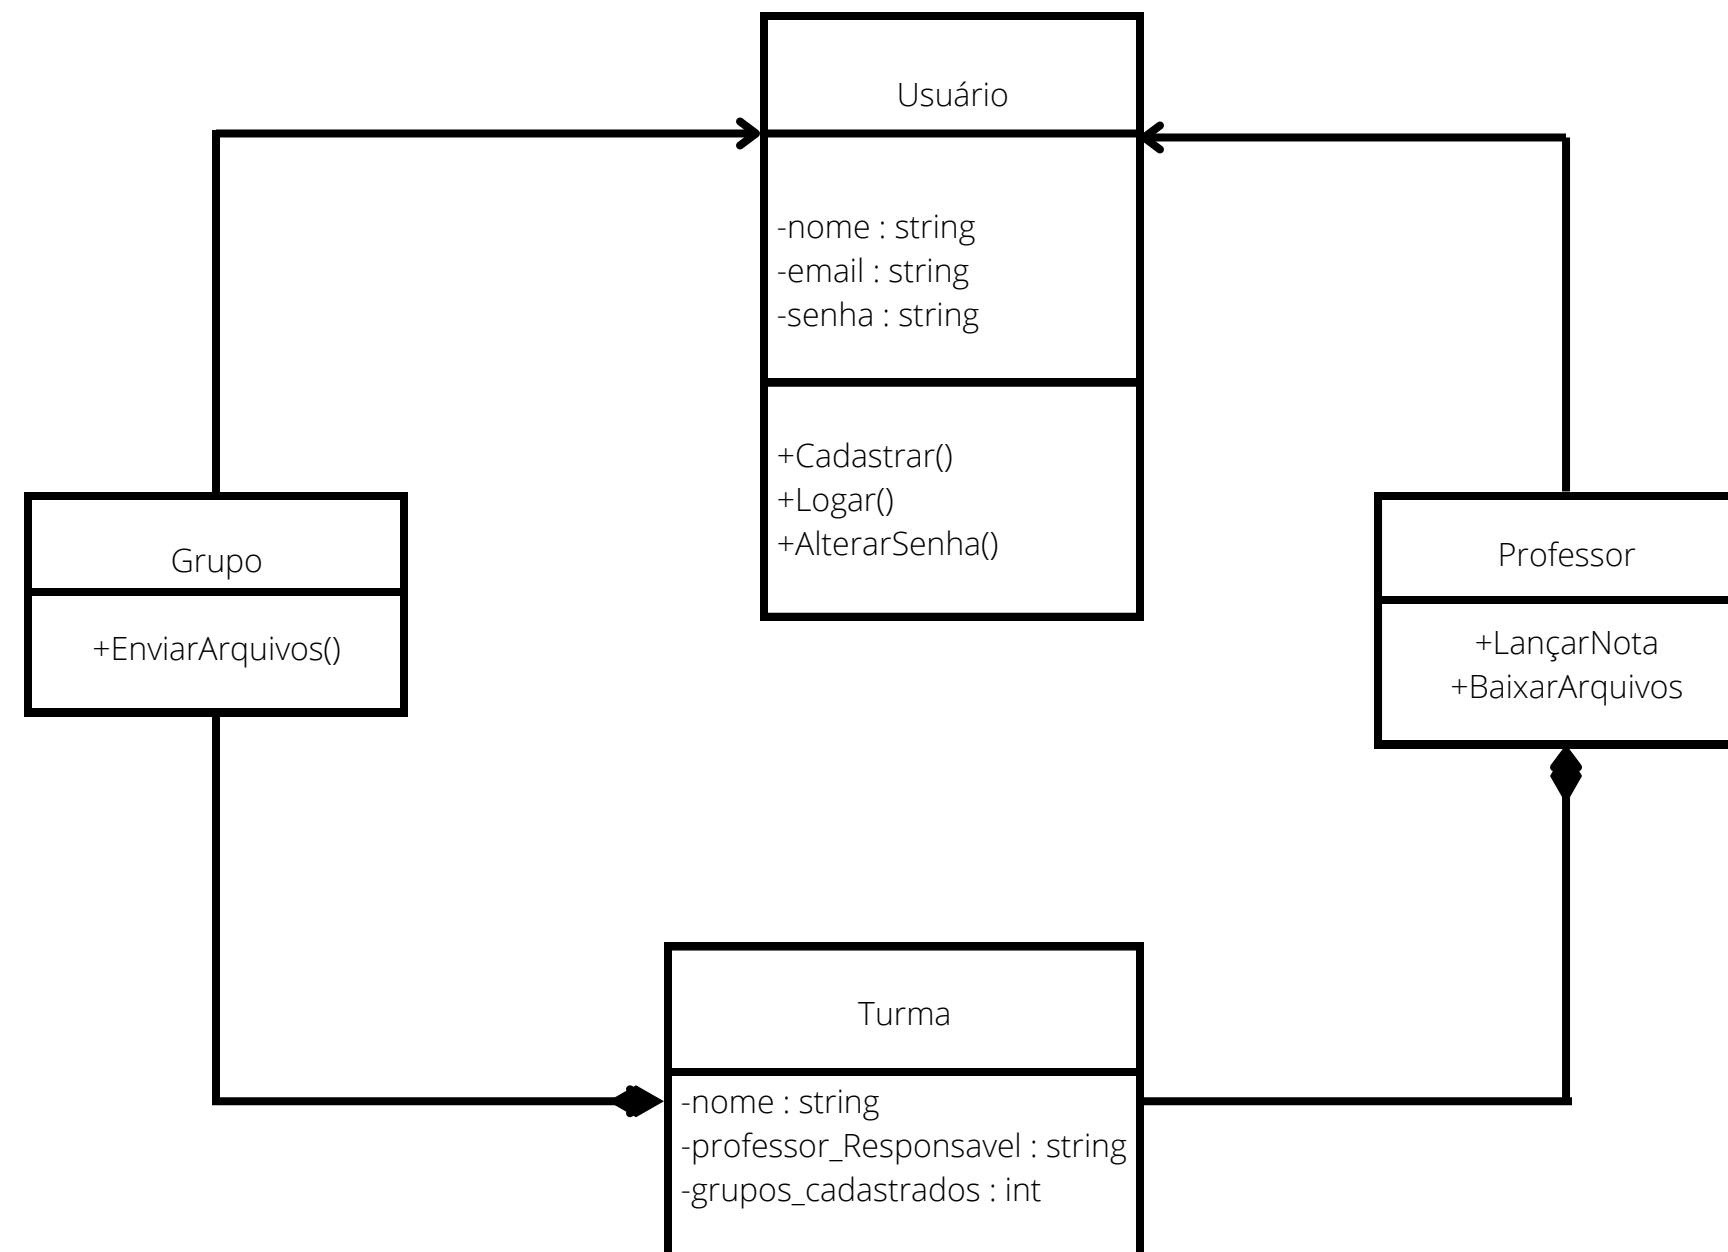 Usuário
-nome : string
-email : string
-senha : string
+Cadastrar()
+Logar()
+AlterarSenha()
Grupo
+EnviarArquivos()
Professor
+LançarNota
+BaixarArquivos
Turma
-nome : string
-professor_Responsavel : string
-grupos_cadastrados : int